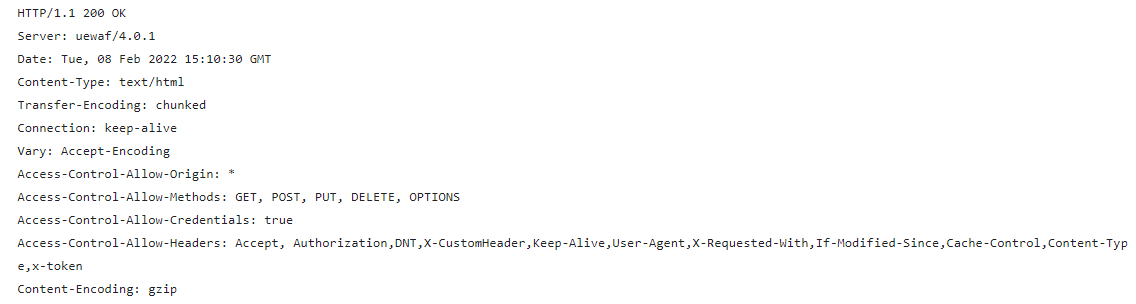 HTTP/1.1 200 OK
Server: uewaf/4.0.1
Date: Tue, 08 Feb 2022 15:10:30 GMT
Content-Type: text/html
Transfer-Encoding: chunked
Connection: keep-alive
Vary: Accept-Encoding
Access-Control-Allow-Origin: *
Access-Control-Allow-Methods: GET, POST, PUT, DELETE, OPTIONS
Access-Control-Allow-Credentials: true
Access-Control-Allow-Headers: Accept, Authorization,DNT,X-CustomHeader,Keep-Alive,User-Agent,X-Requested-With,If-Modified-Since,Cache-Control,Content-Typ
e,x-token
Content-Encoding: gzip